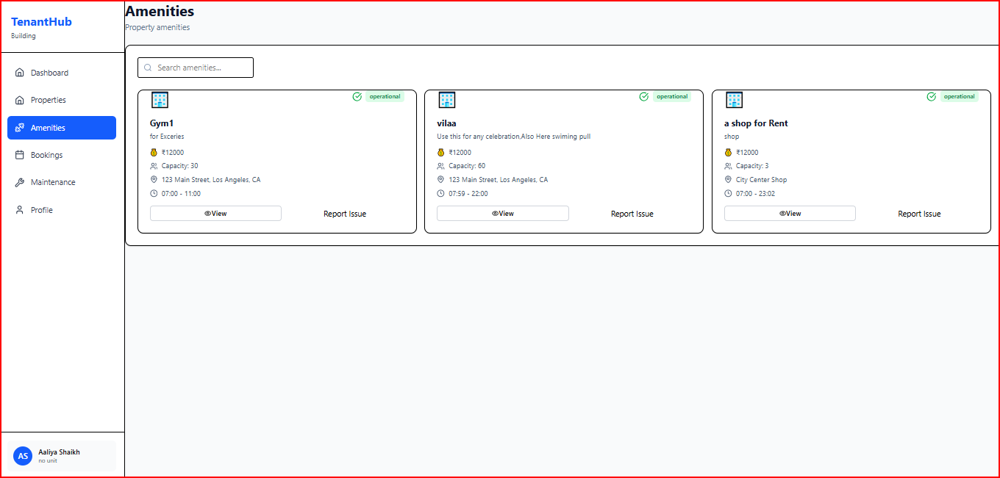 TenantHub
Building
Dashboard
Properties
Amenities
Bookings
Maintenance
Profile
AS
Aaliya Shaikh
no unit
Amenities
Property amenities
Search amenities...
operational
Gym1
for Exceries
₹12000
Capacity: 30
123 Main Street, Los Angeles, CA
07:00 - 11:00
View
Report Issue
operational
vilaa
Use this for any celebration,Also Here swiming pull
₹12000
Capacity: 60
123 Main Street, Los Angeles, CA
07:59 - 22:00
View
Report Issue
operational
a shop for Rent
shop
₹12000
Capacity: 3
City Center Shop
07:00 - 23:02
View
Report Issue